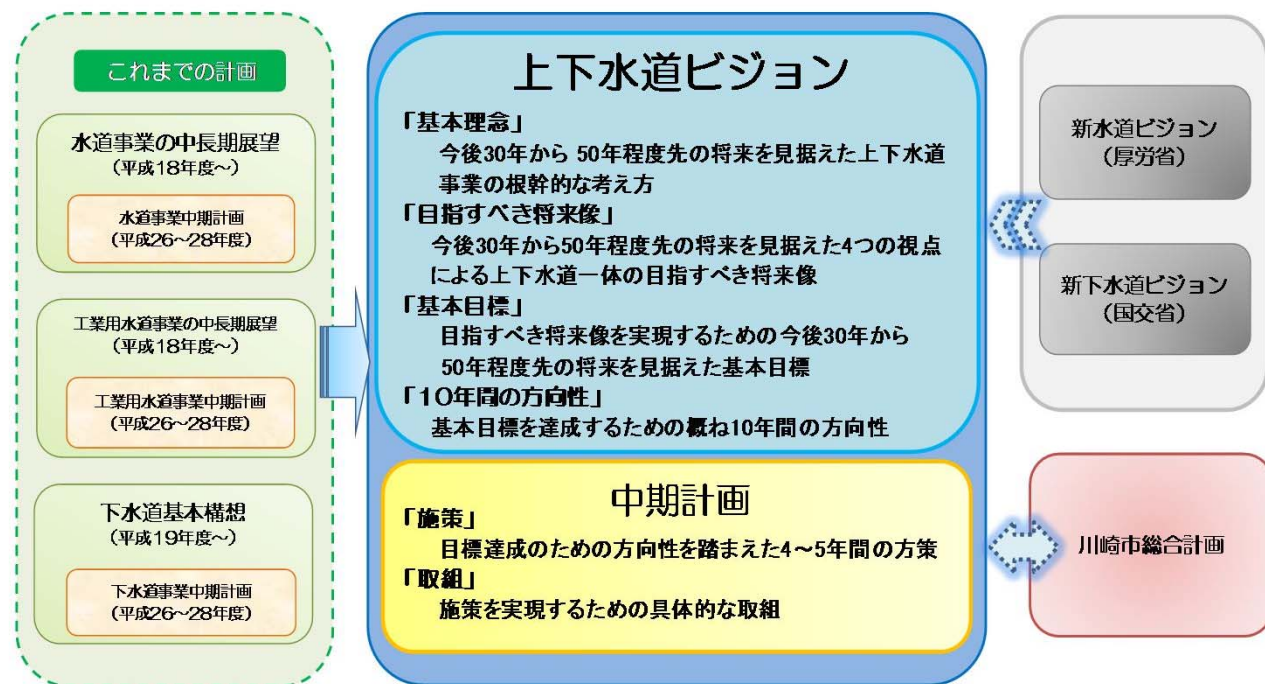 これまでの計画
水道事業の中長期展望
(平成18年度～)
水道事業中期計画
(平成26～28年度)
工業用水道事業の中長期展望
(平成18年度～)
工業用水道事業中期計画
(平成26～28年度)
下水道基本構想
(平成19年度～)
下水道事業中期計画
(平成26～28年度)
上下水道ビジョン
「基本理念」
今後30年から 50年程度先の将来を見据えた上下水道
事業の根幹的な考え方
「目指すべき将来像」
今後30年から50年程度先の将来を見据えた4つの視点
による上下水道一体の目指すべき将来像
「基本目標」
目指すべき将来像を実現するための今後30年から
50年程度先の将来を見据えた基本目標
「10年間の方向性」
基本目標を達成するための概ね10年間の方向性
中期計画
「施策」
目標達成のための方向性を踏まえた4～5年間の方策
「取組」
施策を実現するための具体的な取組
新水道ビジョン
(厚労省)
新下水道ビジョン
(国交省)
川崎市総合計画